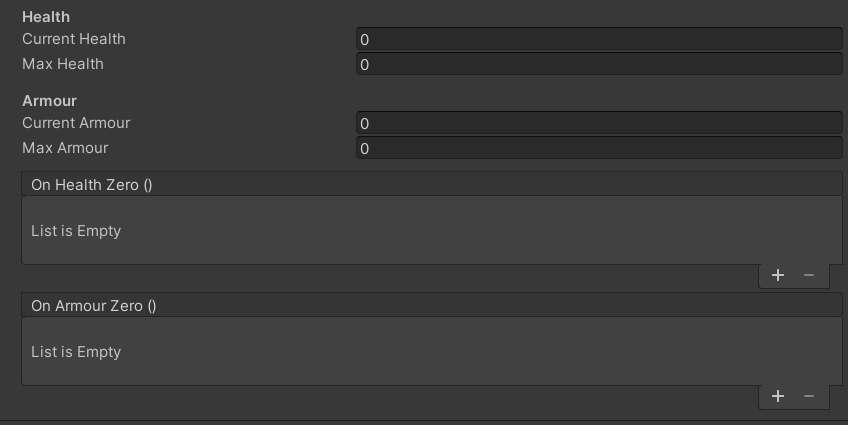 Health
Current Health 0
Max Health 0
Armour
Current Armour 0
Max Armour 0
On Health Zero ()
List is Empty
+ −
On Armour Zero ()
List is Empty
+ −